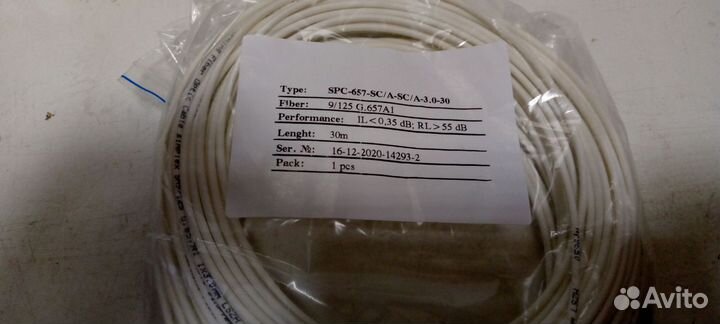 Type: SPC-657-SC/A-SC/A-3.0-30
Fiber: 9/125 G.657A1
Performance: IL<0,35 dB; RL>55 dB
Lenght: 30m
Ser. №: 16-12-2020-14293-2
Pack: 1 pcs
Avito